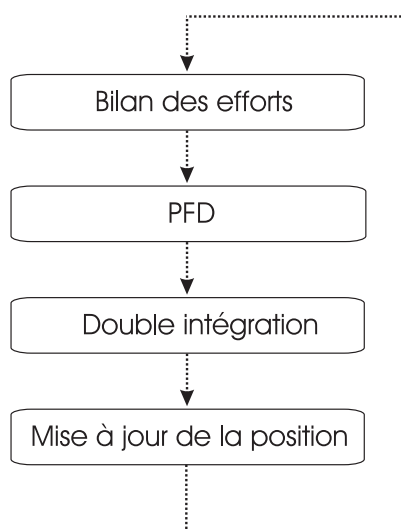 Bilan des efforts
PFD
Double intégration
Mise à jour de la position